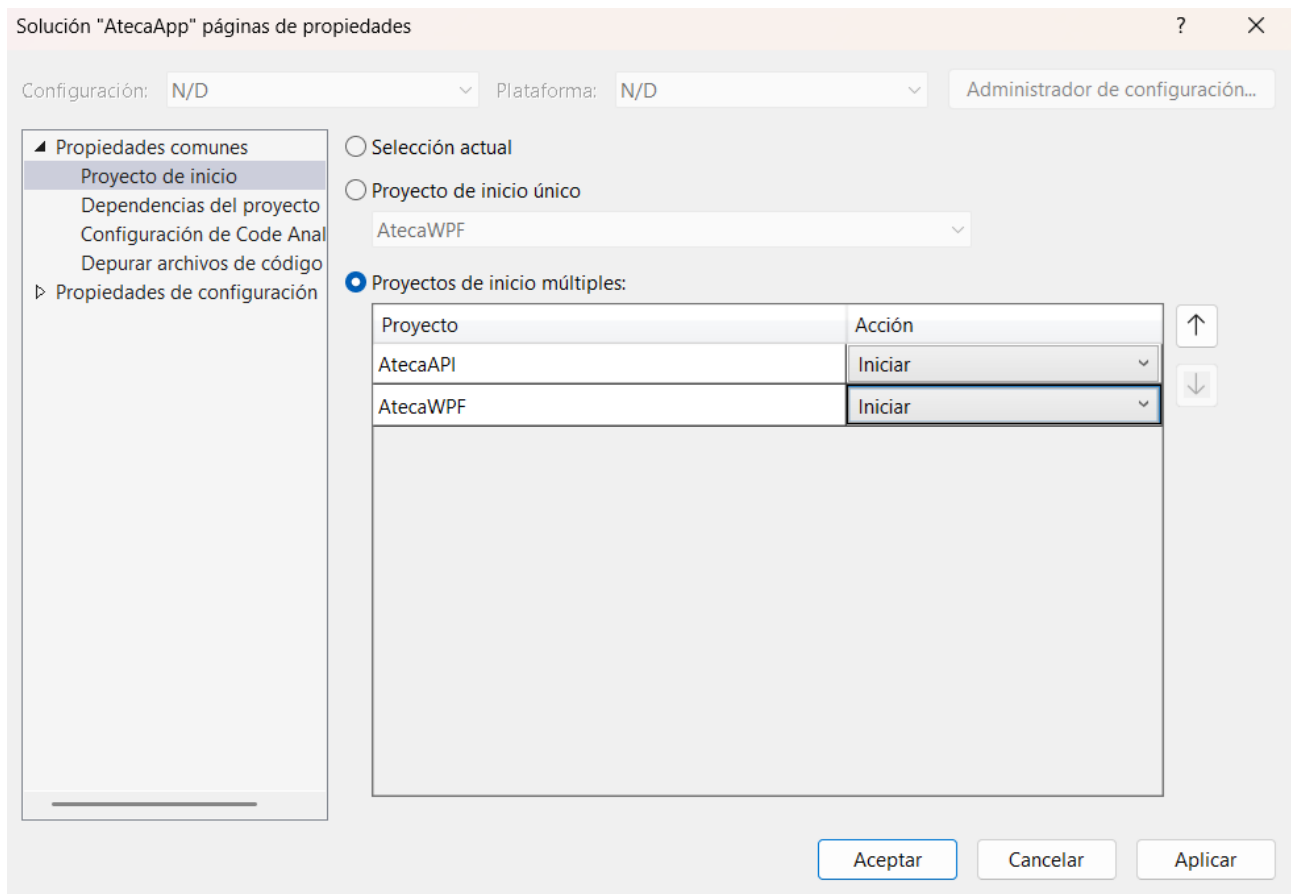 Solución "AtecaApp" páginas de propiedades ?
Configuración: N/D Plataforma: N/D Administrador de configuración...
Propiedades comunes
Proyecto de inicio
Dependencias del proyecto
Configuración de Code Anal
Depurar archivos de código
Propiedades de configuración
Selección actual
Proyecto de inicio único
AtecaWPF
Proyectos de inicio múltiples:
Proyecto Acción
AtecaAPI Iniciar
AtecaWPF Iniciar
Aceptar Cancelar Aplicar